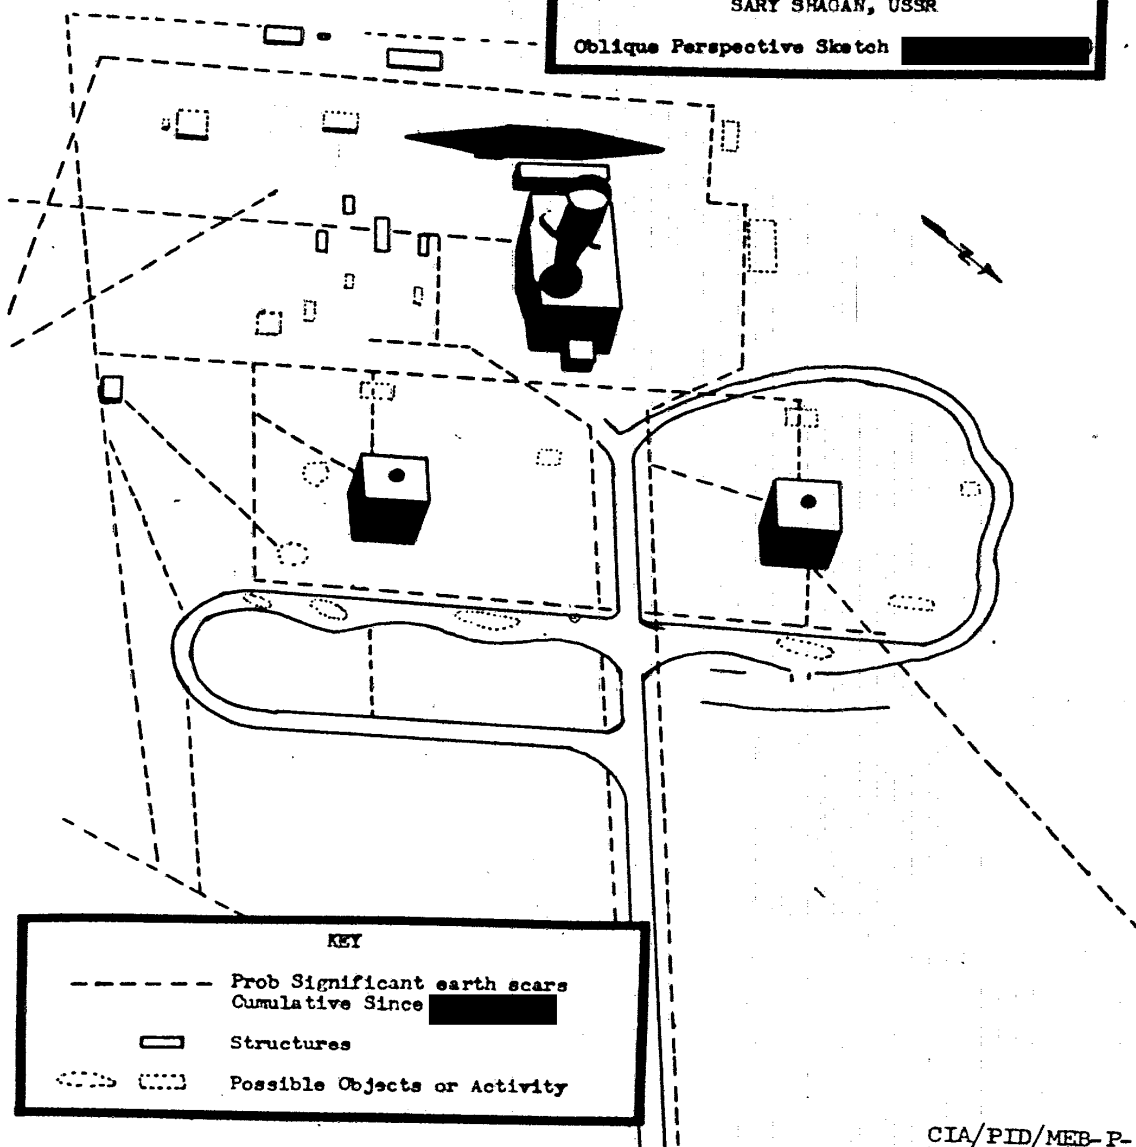 SARY SHAGAN, USSR
Oblique Perspective Sketch
N
KEY
Prob Significant earth scars
Cumulative Since
Structures
Possible Objects or Activity
CIA/PID/MEB-P-